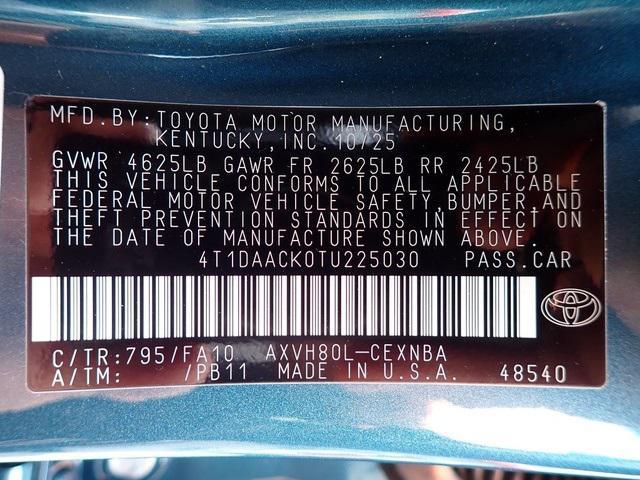 MFD.BY: TOYOTA MOTOR MANUFACTURING,
KENTUCKY, INC. 10/25
GVWR 4625LB GAWR FR 2625LB RR 2425LB
THIS VEHICLE CONFORMS TO ALL APPLICABLE
FEDERAL MOTOR VEHICLE SAFETY, BUMPER, AND
THEFT PREVENTION STANDARDS IN EFFECT ON
THE DATE OF MANUFACTURE SHOWN ABOVE.
4T1DAACK0TU225030 PASS.CAR
C/TR: 795/FA10 AXVH80L-CEXNBA
A/TM: /PB11 MADE IN U.S.A. 48540